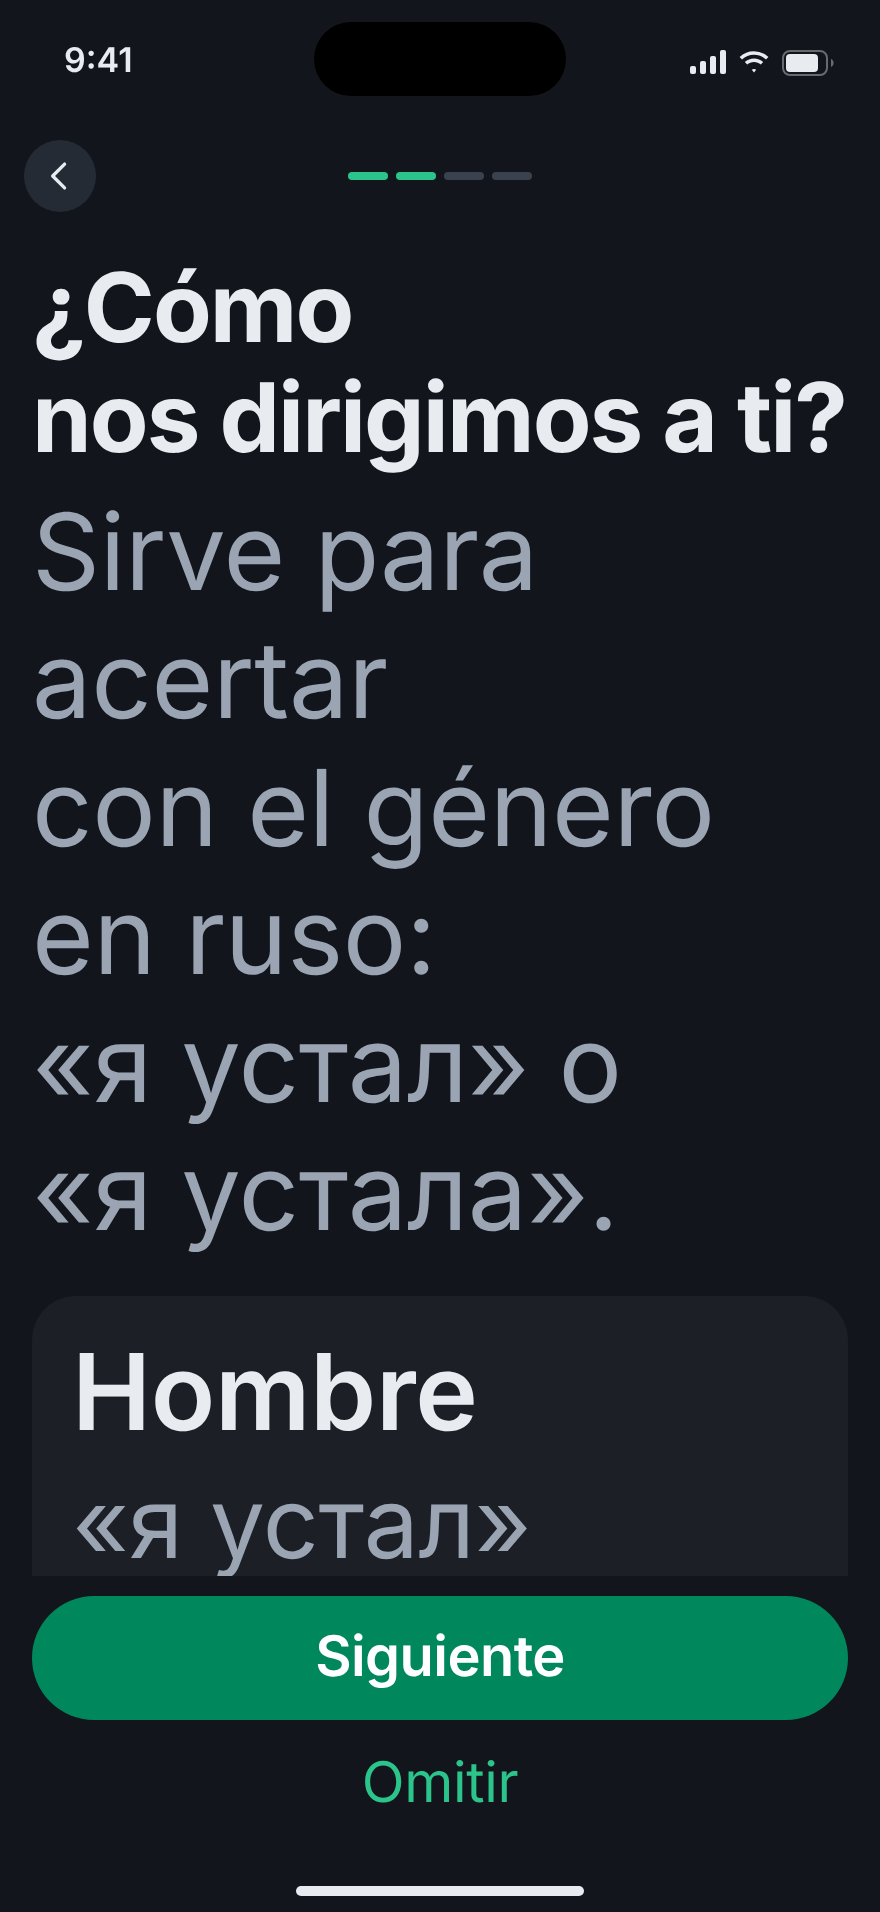 9:41
¿Cómo
nos dirigimos a ti?
Sirve para
acertar
con el género
en ruso:
«я устал» o
«я устала».
Hombre
«я устал»
Siguiente
Omitir